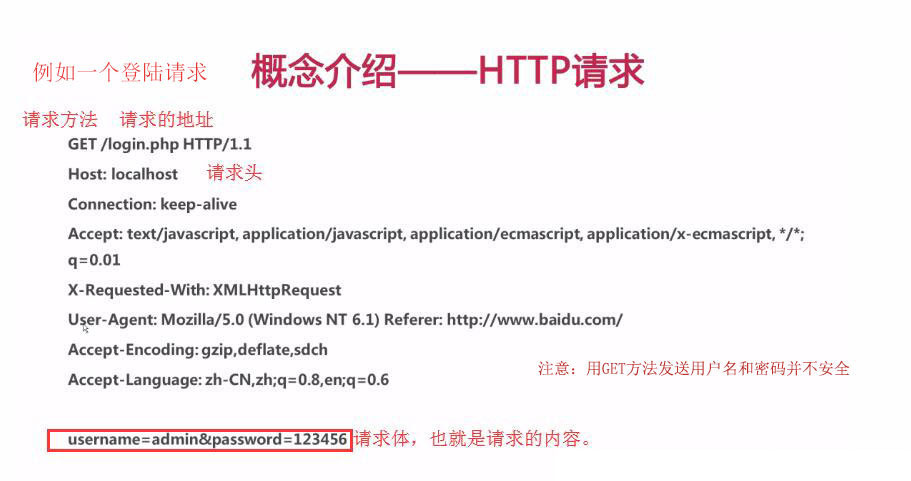 例如一个登陆请求
概念介绍——HTTP请求
请求方法 请求的地址
GET /login.php HTTP/1.1
Host: localhost 请求头
Connection: keep-alive
Accept: text/javascript, application/javascript, application/ecmascript, application/x-ecmascript, */*;
q=0.01
X-Requested-With: XMLHttpRequest
User-Agent: Mozilla/5.0 (Windows NT 6.1) Referer: http://www.baidu.com/
Accept-Encoding: gzip,deflate,sdch
Accept-Language: zh-CN,zh;q=0.8,en;q=0.6
注意：用GET方法发送用户名和密码并不安全
username=admin&password=123456 请求体，也就是请求的内容。